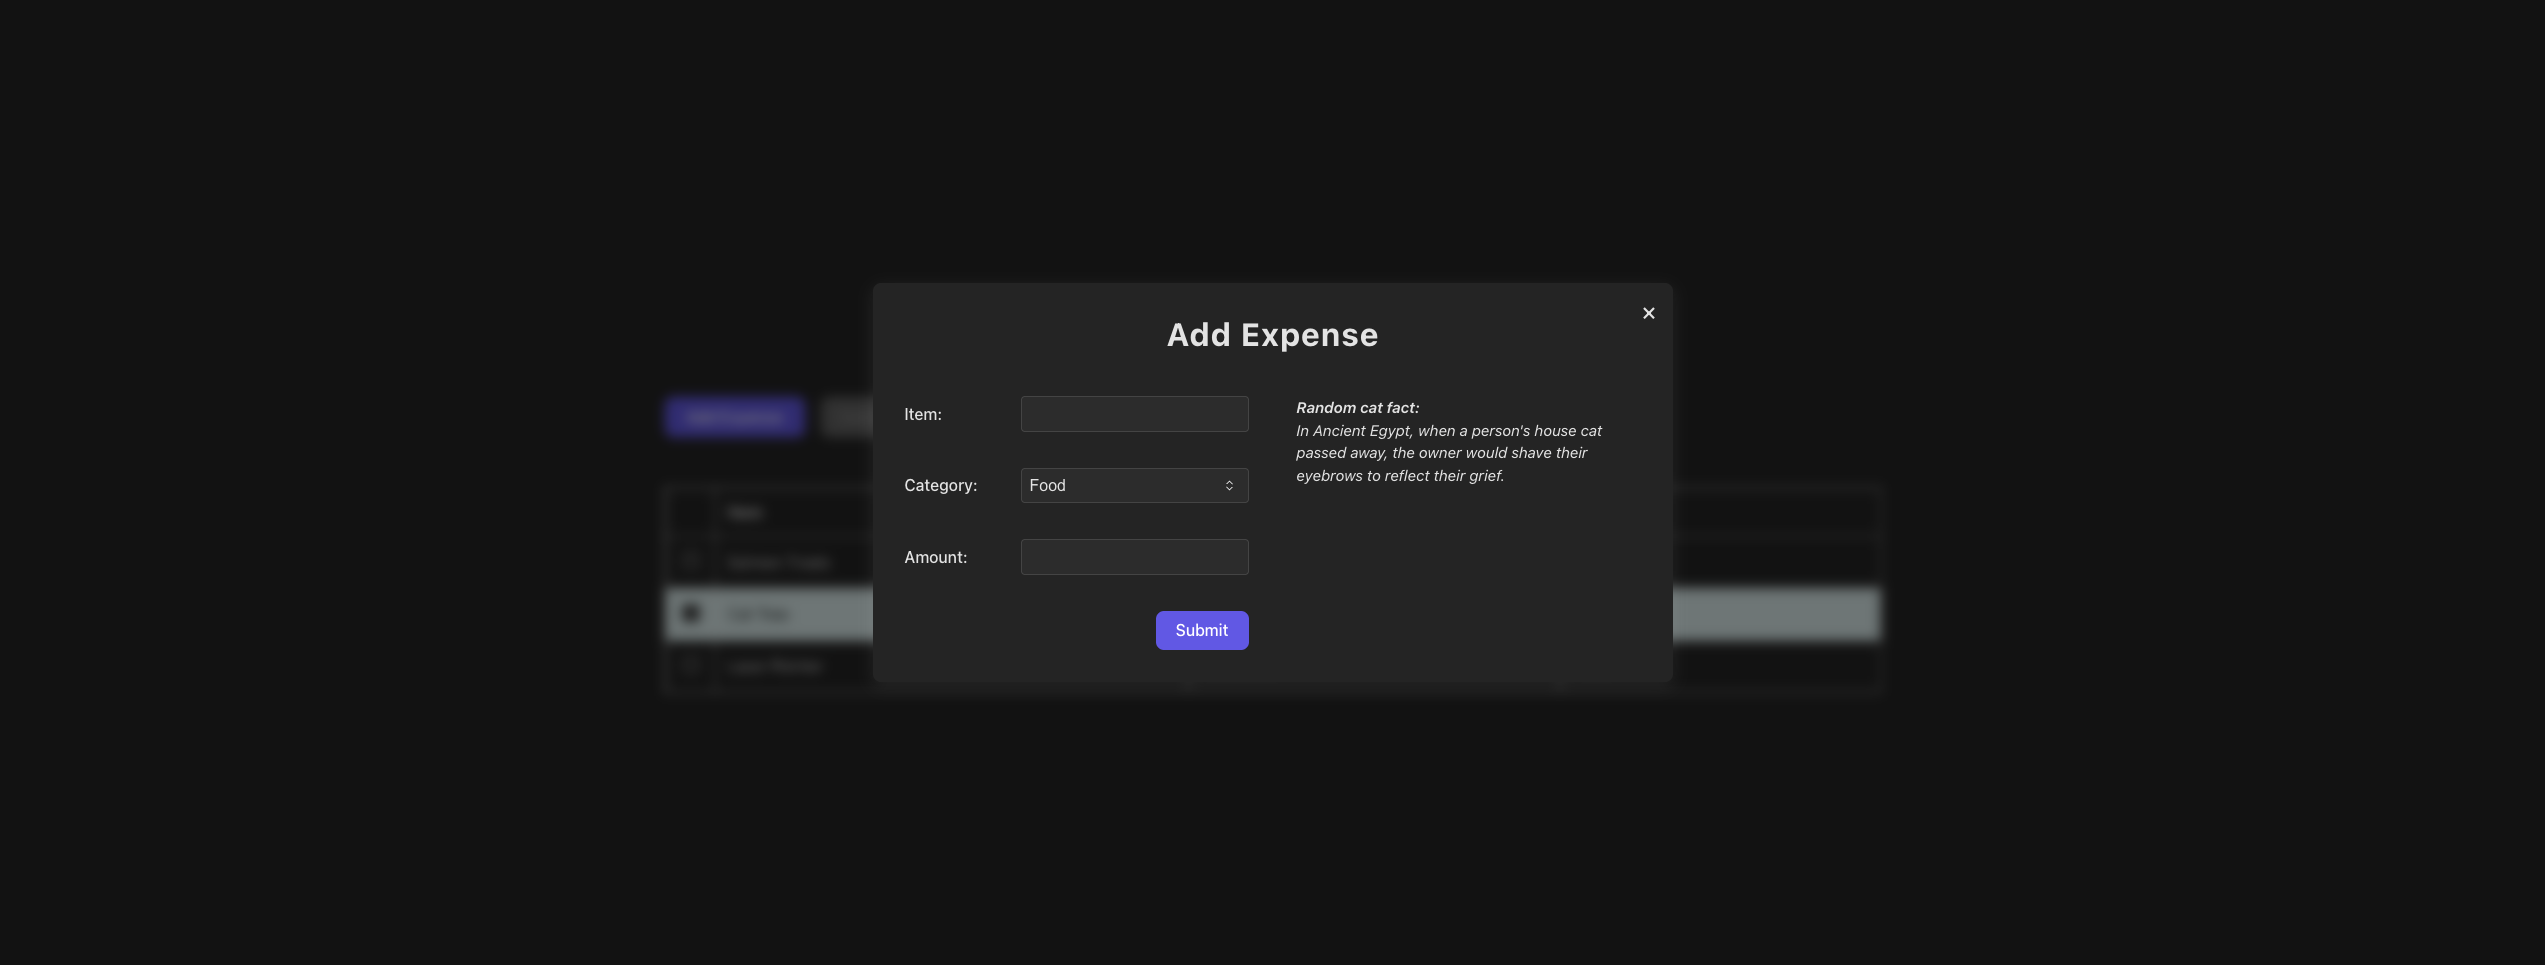 Add Expense
×
Item:
Category:
Food
Amount:
Submit
Random cat fact:
In Ancient Egypt, when a person's house cat
passed away, the owner would shave their
eyebrows to reflect their grief.